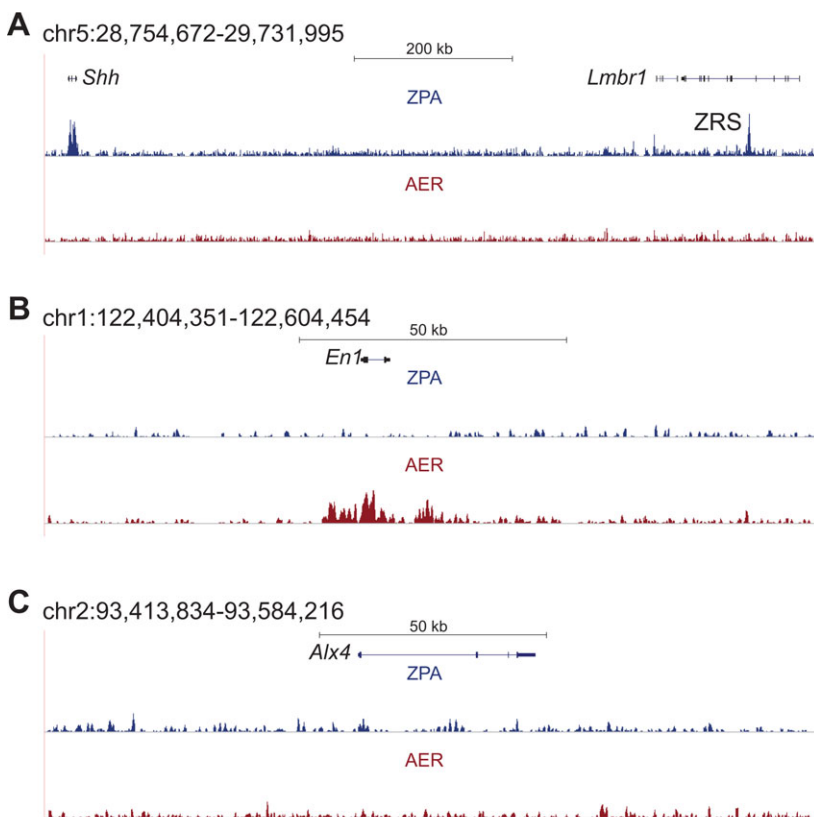 A chr5:28,754,672-29,731,995
200 kb
Shh
Lmbr1
ZPA
ZRS
AER
B chr1:122,404,351-122,604,454
50 kb
En1
ZPA
AER
C chr2:93,413,834-93,584,216
50 kb
Alx4
ZPA
AER